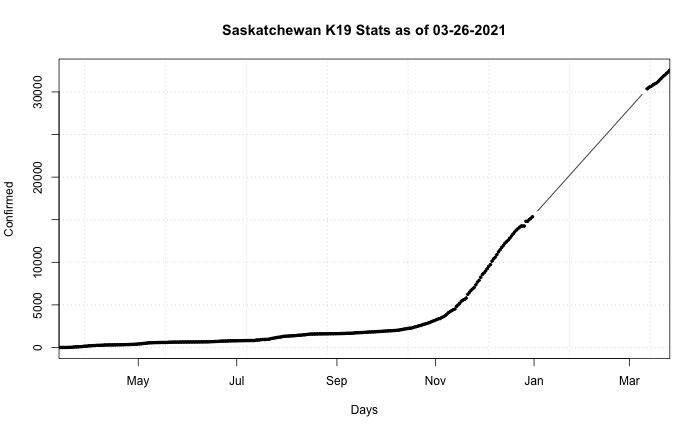 Saskatchewan K19 Stats as of 03-26-2021
Confirmed
30000
20000
10000
5000
0
May Jul Sep Nov Jan Mar
Days